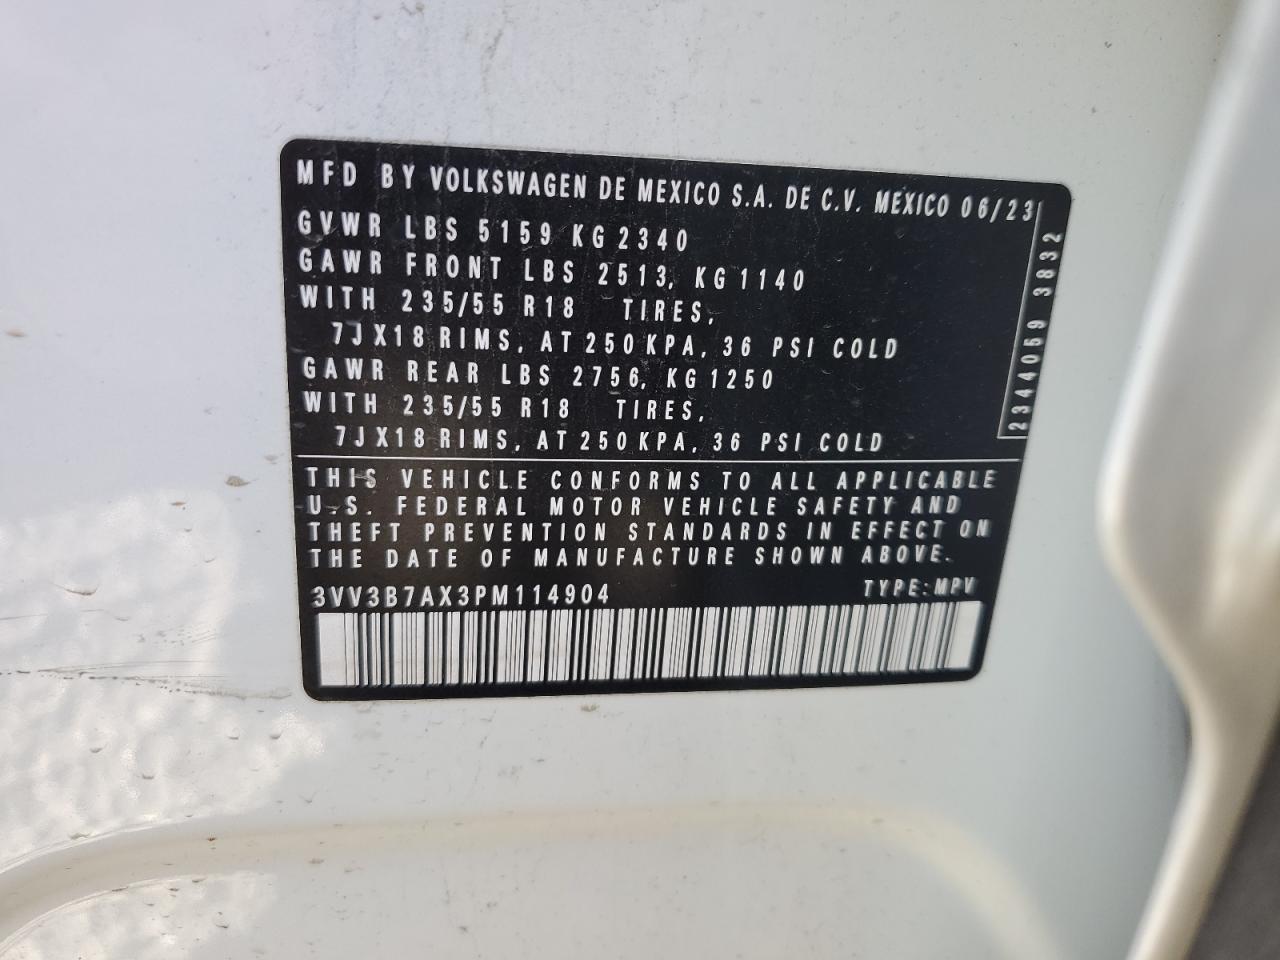 MFD BY VOLKSWAGEN DE MEXICO S.A. DE C.V. MEXICO 06/23
GVWR LBS 5159 KG 2340
GAWR FRONT LBS 2513, KG 1140
WITH 235/55 R18 TIRES,
7JX18 RIMS, AT 250 KPA, 36 PSI COLD
GAWR REAR LBS 2756, KG 1250
WITH 235/55 R18 TIRES,
7JX18 RIMS, AT 250 KPA, 36 PSI COLD
2344059 3832
THIS VEHICLE CONFORMS TO ALL APPLICABLE
U.S. FEDERAL MOTOR VEHICLE SAFETY AND
THEFT PREVENTION STANDARDS IN EFFECT ON
THE DATE OF MANUFACTURE SHOWN ABOVE.
3VV3B7AX3PM114904 TYPE: MPV